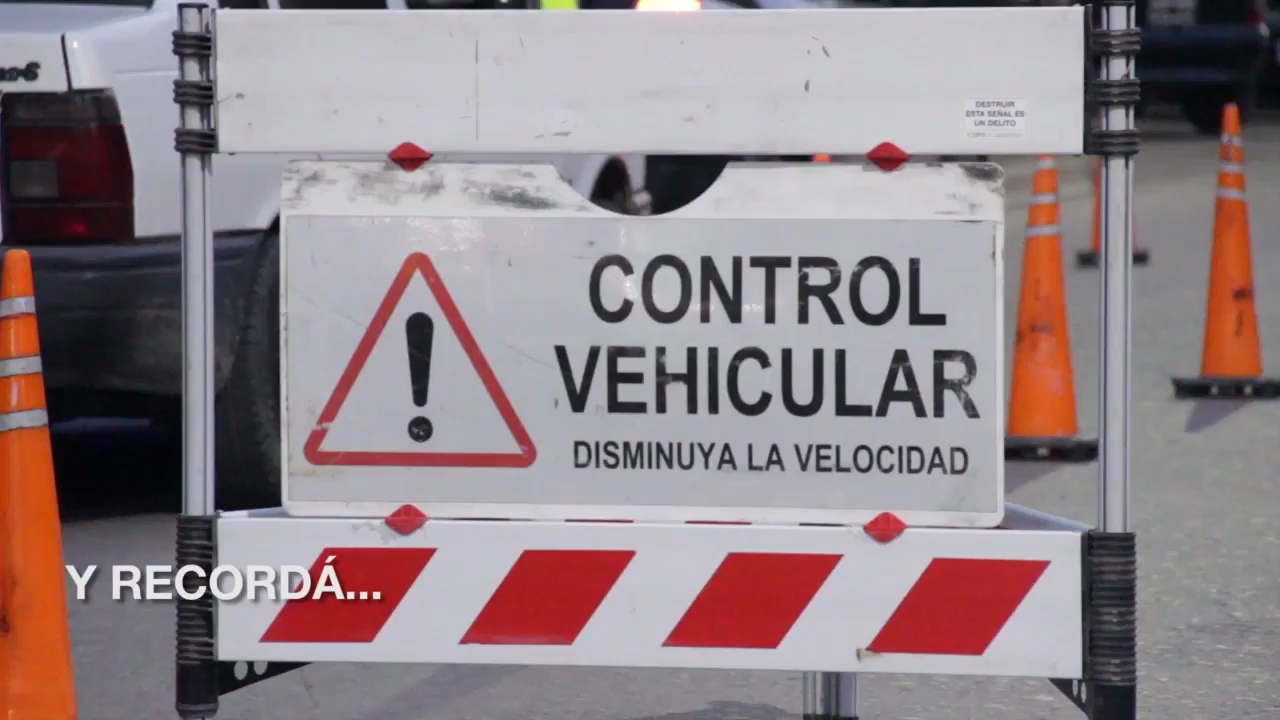 DESTRUIR
ESTA SEÑAL ES
UN DELITO
CONTROL
VEHICULAR
DISMINUYA LA VELOCIDAD
Y RECORDÁ...